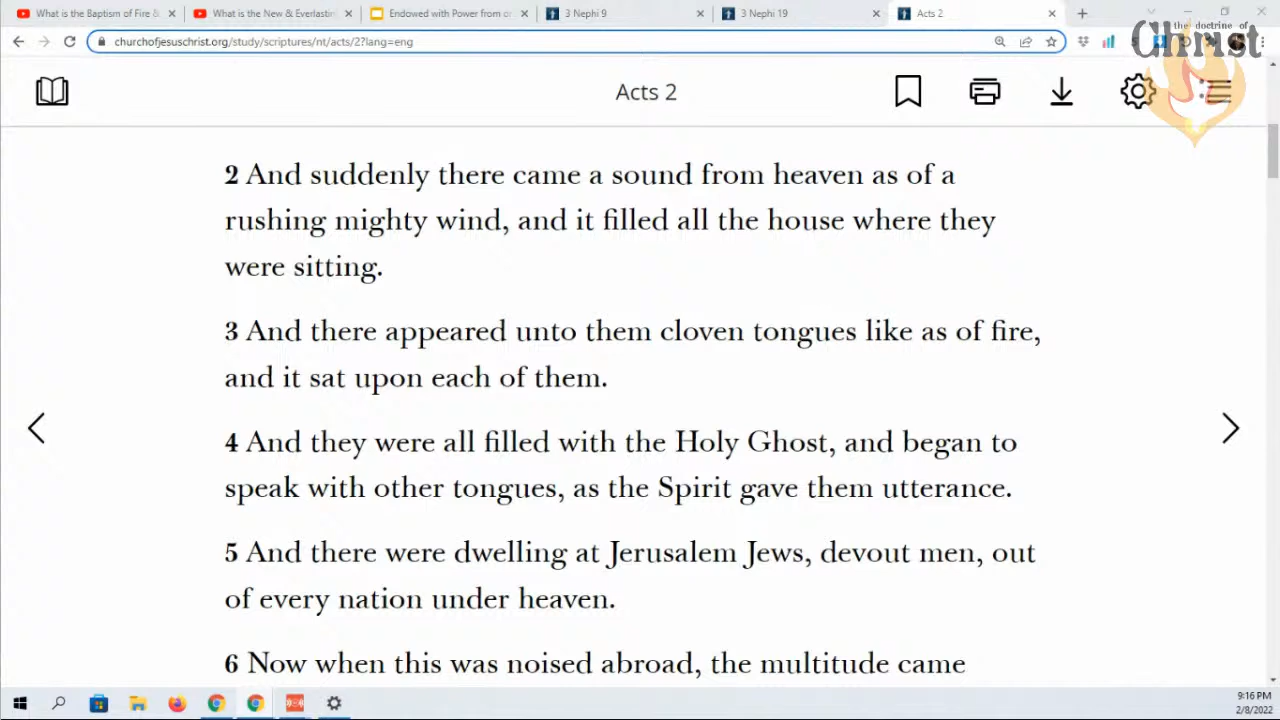 What is the Baptism of Fire &
What is the New & Everlastin
Endowed with Power from o
3 Nephi 9
3 Nephi 19
Acts 2
the doctrine of
Christ
churchofjesuschrist.org/study/scriptures/nt/acts/2?lang=eng
Acts 2
2 And suddenly there came a sound from heaven as of a
rushing mighty wind, and it filled all the house where they
were sitting.
3 And there appeared unto them cloven tongues like as of fire,
and it sat upon each of them.
4 And they were all filled with the Holy Ghost, and began to
speak with other tongues, as the Spirit gave them utterance.
5 And there were dwelling at Jerusalem Jews, devout men, out
of every nation under heaven.
6 Now when this was noised abroad, the multitude came
9:16 PM
2/8/2022